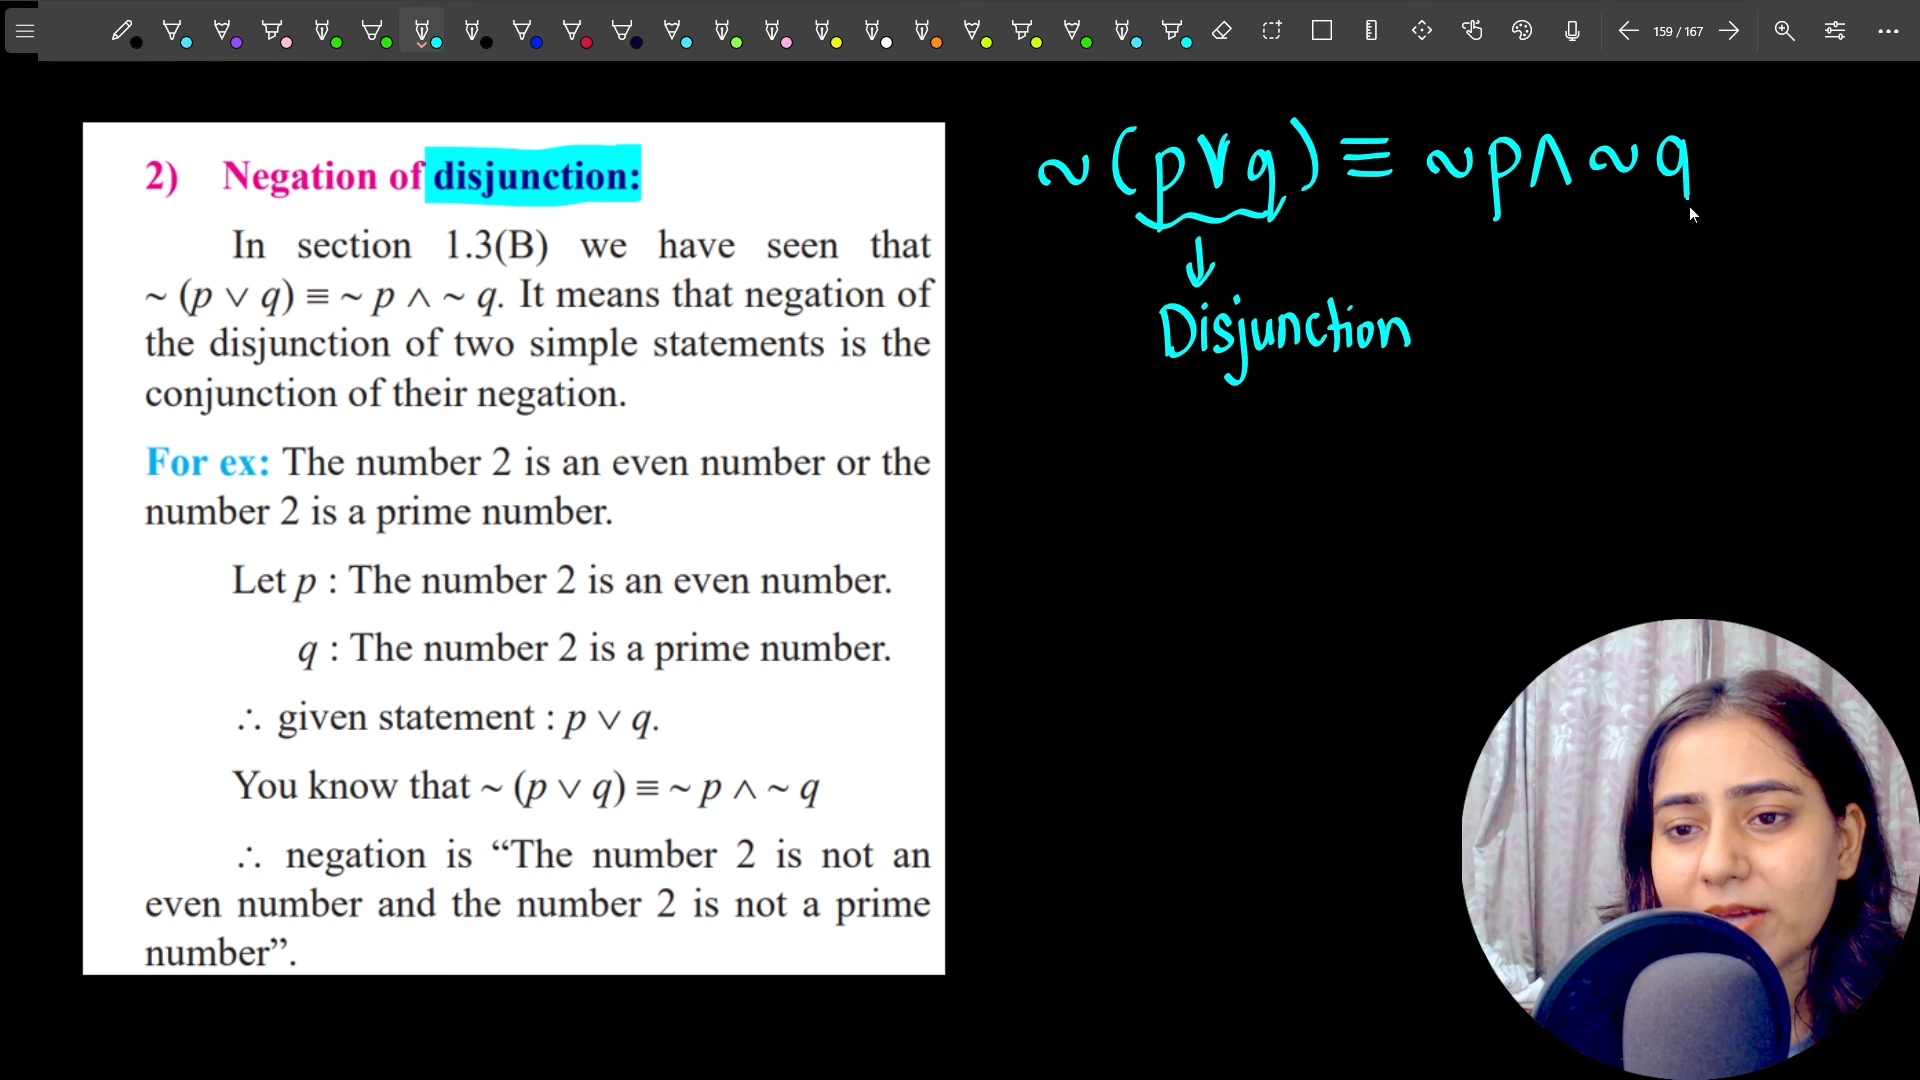 159 / 167
2) Negation of disjunction:
In section 1.3(B) we have seen that
~ (p ∨ q) ≡ ~ p ∧ ~ q. It means that negation of
the disjunction of two simple statements is the
conjunction of their negation.
For ex: The number 2 is an even number or the
number 2 is a prime number.
Let p : The number 2 is an even number.
q : The number 2 is a prime number.
∴ given statement : p ∨ q.
You know that ~ (p ∨ q) ≡ ~ p ∧ ~ q
∴ negation is “The number 2 is not an
even number and the number 2 is not a prime
number”.
~ (p ∨ q) ≡ ~ p ∧ ~ q
↓
Disjunction